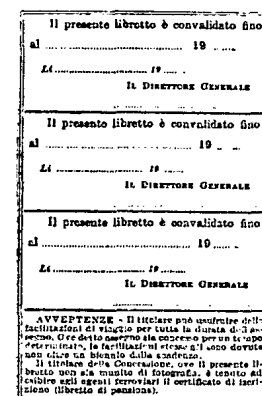 Il presente libretto è convalidato fino
al ........................ 19 ......
Lì ........................ 19 ......
IL DIRETTORE GENERALE
Il presente libretto è convalidato fino
al ........................ 19 ......
Lì ........................ 19 ......
IL DIRETTORE GENERALE
Il presente libretto è convalidato fino
al ........................ 19 ......
Lì ........................ 19 ......
IL DIRETTORE GENERALE
AVVERTENZE - Il titolare può usufruire delle
facilitazioni di viaggio per tutta la durata dell'as-
segno. Ove detto assegno sia concesso per un tempo
determinato, le facilitazioni stesse sono dovute
non oltre un biennio dalla scadenza.
Il titolare della Concessione, ove il presente li-
bretto non sia munito di fotografia, è tenuto ad
esibire agli agenti ferroviari il certificato di iscri-
zione (libretto di pensione).